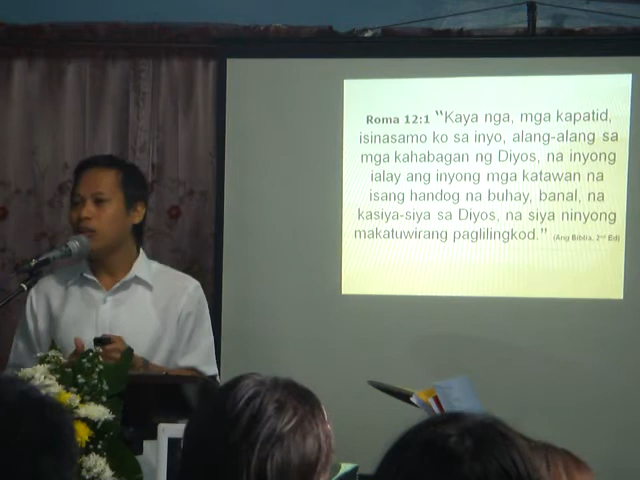 Roma 12:1 “Kaya nga, mga kapatid,
isinasamo ko sa inyo, alang-alang sa
mga kahabagan ng Diyos, na inyong
ialay ang inyong mga katawan na
isang handog na buhay, banal, na
kasiya-siya sa Diyos, na siya ninyong
makatuwirang paglilingkod.” (Ang Biblia, 2nd Ed)